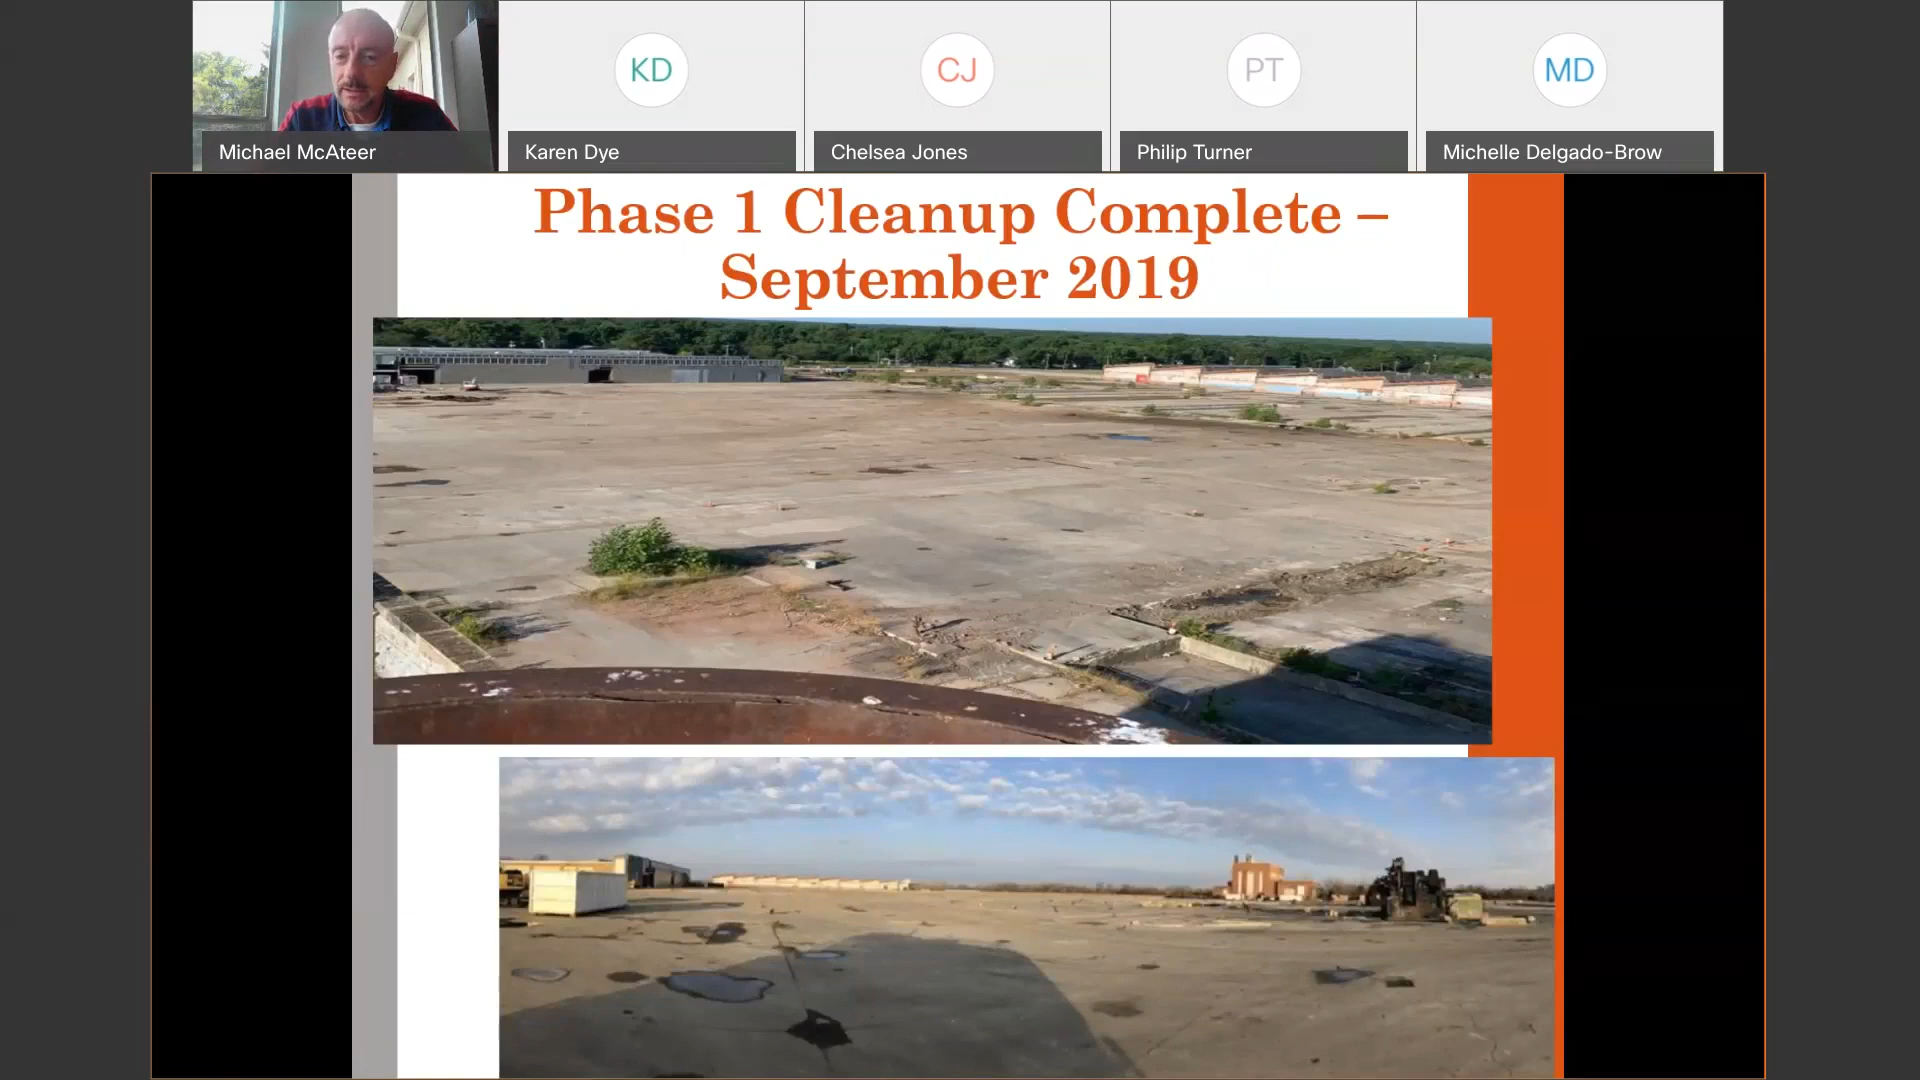 KD
CJ
PT
MD
Michael McAteer
Karen Dye
Chelsea Jones
Philip Turner
Michelle Delgado-Brow
Phase 1 Cleanup Complete –
September 2019